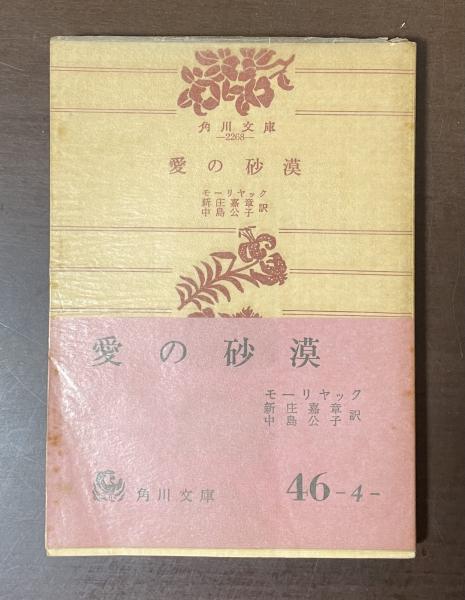 角川文庫
—2268—
愛の砂漠
モーリヤック
新庄嘉章
中島公子 訳
愛の砂漠
モーリヤック
新庄嘉章
中島公子 訳
角川文庫
46-4-